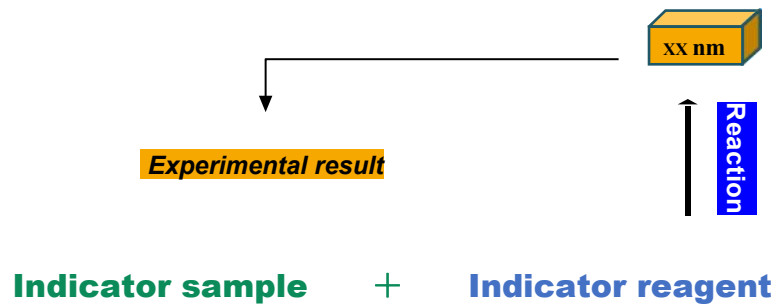 xx nm
Reaction
Experimental result
Indicator sample + Indicator reagent